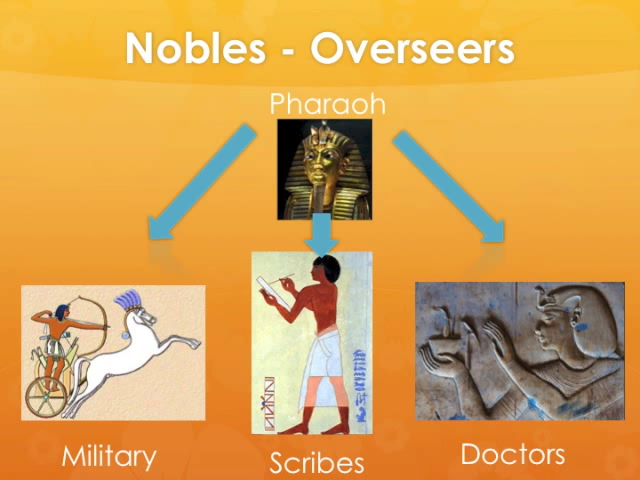 Nobles - Overseers
Pharaoh
Military
Scribes
Doctors